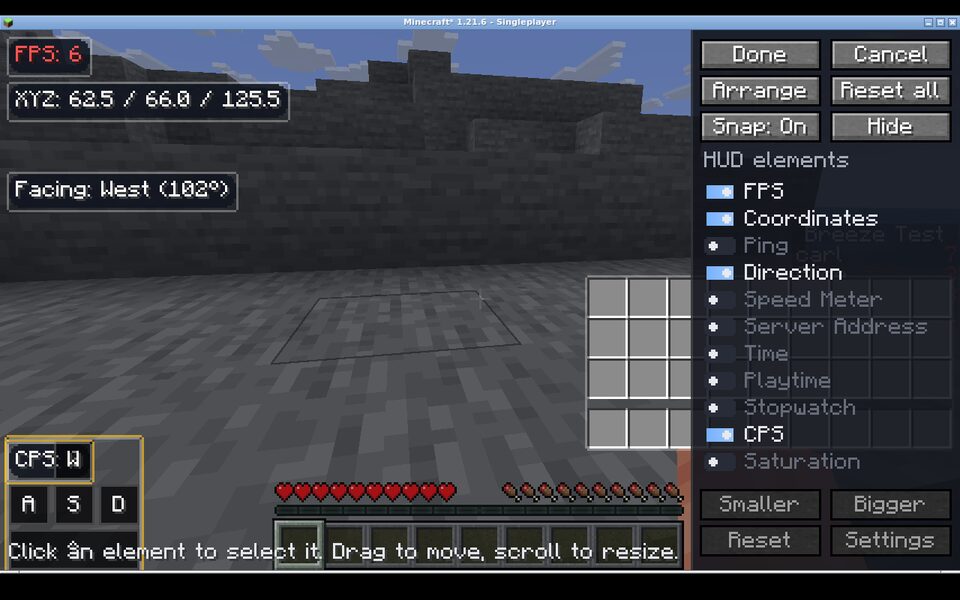 Minecraft* 1.21.6 - Singleplayer
FPS: 6
XYZ: 62.5 / 66.0 / 125.5
Facing: West (102°)
CPS: W
A S D
Click an element to select it. Drag to move, scroll to resize.
Done Cancel
Arrange Reset all
Snap: On Hide
HUD elements
FPS
Coordinates
Ping
Direction
Speed Meter
Server Address
Time
Playtime
Stopwatch
CPS
Saturation
Smaller Bigger
Reset Settings